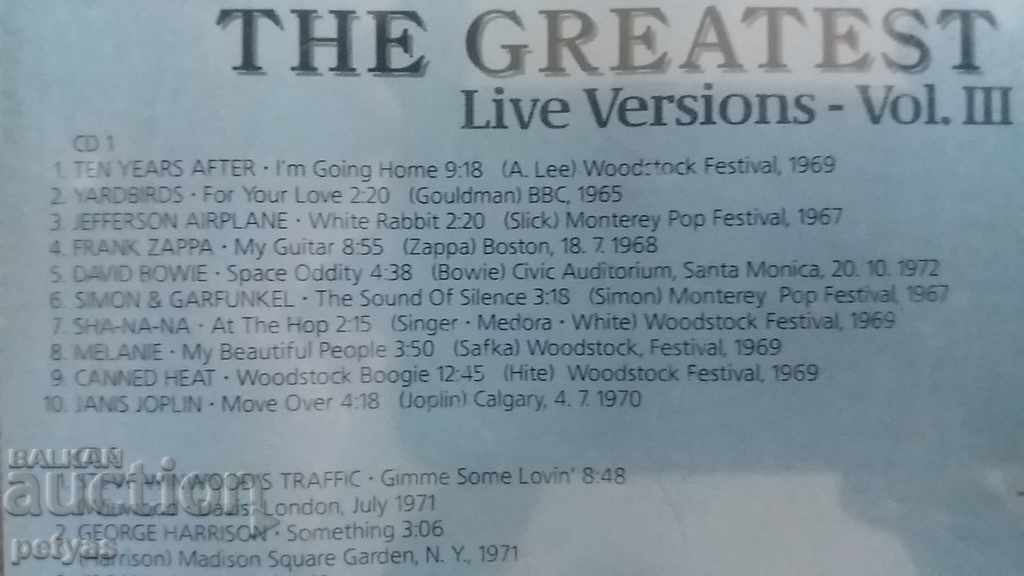 THE GREATEST
Live Versions - Vol. III
CD 1
1. TEN YEARS AFTER · I'm Going Home 9:18 (A. Lee) Woodstock Festival, 1969
2. YARDBIRDS · For Your Love 2:20 (Gouldman) BBC, 1965
3. JEFFERSON AIRPLANE · White Rabbit 2:20 (Slick) Monterey Pop Festival, 1967
4. FRANK ZAPPA · My Guitar 8:55 (Zappa) Boston, 18. 7. 1968
5. DAVID BOWIE · Space Oddity 4:38 (Bowie) Civic Auditorium, Santa Monica, 20. 10. 1972
6. SIMON & GARFUNKEL · The Sound Of Silence 3:18 (Simon) Monterey Pop Festival, 1967
7. SHA-NA-NA · At The Hop 2:15 (Singer · Medora · White) Woodstock Festival, 1969
8. MELANIE · My Beautiful People 3:50 (Safka) Woodstock, Festival, 1969
9. CANNED HEAT · Woodstock Boogie 12:45 (Hite) Woodstock Festival, 1969
10. JANIS JOPLIN · Move Over 4:18 (Joplin) Calgary, 4. 7. 1970
BALKAN
auction
1. STEVE WINWOOD'S TRAFFIC · Gimme Some Lovin' 8:48
London, July 1971
2. GEORGE HARRISON · Something 3:06
(Harrison) Madison Square Garden, N. Y., 1971
petyas